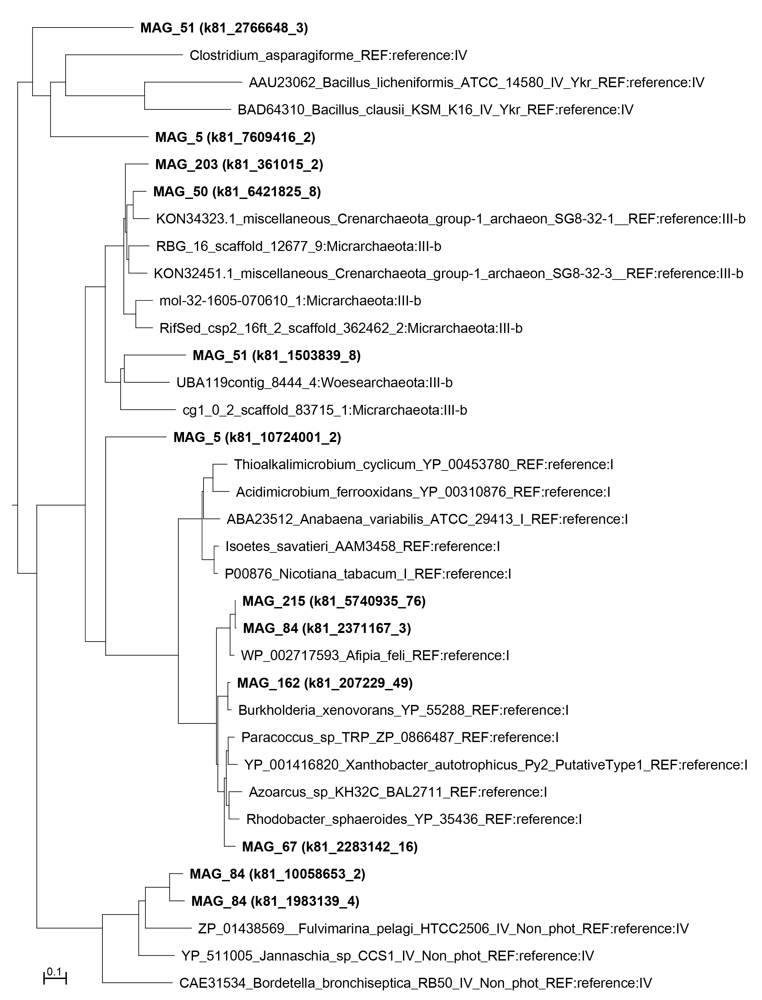 MAG_51 (k81_2766648_3)
Clostridium_asparagiforme_REF:reference:IV
AAU23062_Bacillus_licheniformis_ATCC_14580_IV_Ykr_REF:reference:IV
BAD64310_Bacillus_clausii_KSM_K16_IV_Ykr_REF:reference:IV
MAG_5 (k81_7609416_2)
MAG_203 (k81_361015_2)
MAG_50 (k81_6421825_8)
KON34323.1_miscellaneous_Crenarchaeota_group-1_archaeon_SG8-32-1__REF:reference:III-b
RBG_16_scaffold_12677_9:Micrarchaeota:III-b
KON32451.1_miscellaneous_Crenarchaeota_group-1_archaeon_SG8-32-3__REF:reference:III-b
mol-32-1605-070610_1:Micrarchaeota:III-b
RifSed_csp2_16ft_2_scaffold_362462_2:Micrarchaeota:III-b
MAG_51 (k81_1503839_8)
UBA119contig_8444_4:Woesearchaeota:III-b
cg1_0_2_scaffold_83715_1:Micrarchaeota:III-b
MAG_5 (k81_10724001_2)
Thioalkalimicrobium_cyclicum_YP_00453780_REF:reference:I
Acidimicrobium_ferrooxidans_YP_00310876_REF:reference:I
ABA23512_Anabaena_variabilis_ATCC_29413_I_REF:reference:I
Isoetes_savatieri_AAM3458_REF:reference:I
P00876_Nicotiana_tabacum_I_REF:reference:I
MAG_215 (k81_5740935_76)
MAG_84 (k81_2371167_3)
WP_002717593_Afipia_feli_REF:reference:I
MAG_162 (k81_207229_49)
Burkholderia_xenovorans_YP_55288_REF:reference:I
Paracoccus_sp_TRP_ZP_0866487_REF:reference:I
YP_001416820_Xanthobacter_autotrophicus_Py2_PutativeType1_REF:reference:I
Azoarcus_sp_KH32C_BAL2711_REF:reference:I
Rhodobacter_sphaeroides_YP_35436_REF:reference:I
MAG_67 (k81_2283142_16)
MAG_84 (k81_10058653_2)
MAG_84 (k81_1983139_4)
ZP_01438569__Fulvimarina_pelagi_HTCC2506_IV_Non_phot_REF:reference:IV
YP_511005_Jannaschia_sp_CCS1_IV_Non_phot_REF:reference:IV
0.1
CAE31534_Bordetella_bronchiseptica_RB50_IV_Non_phot_REF:reference:IV